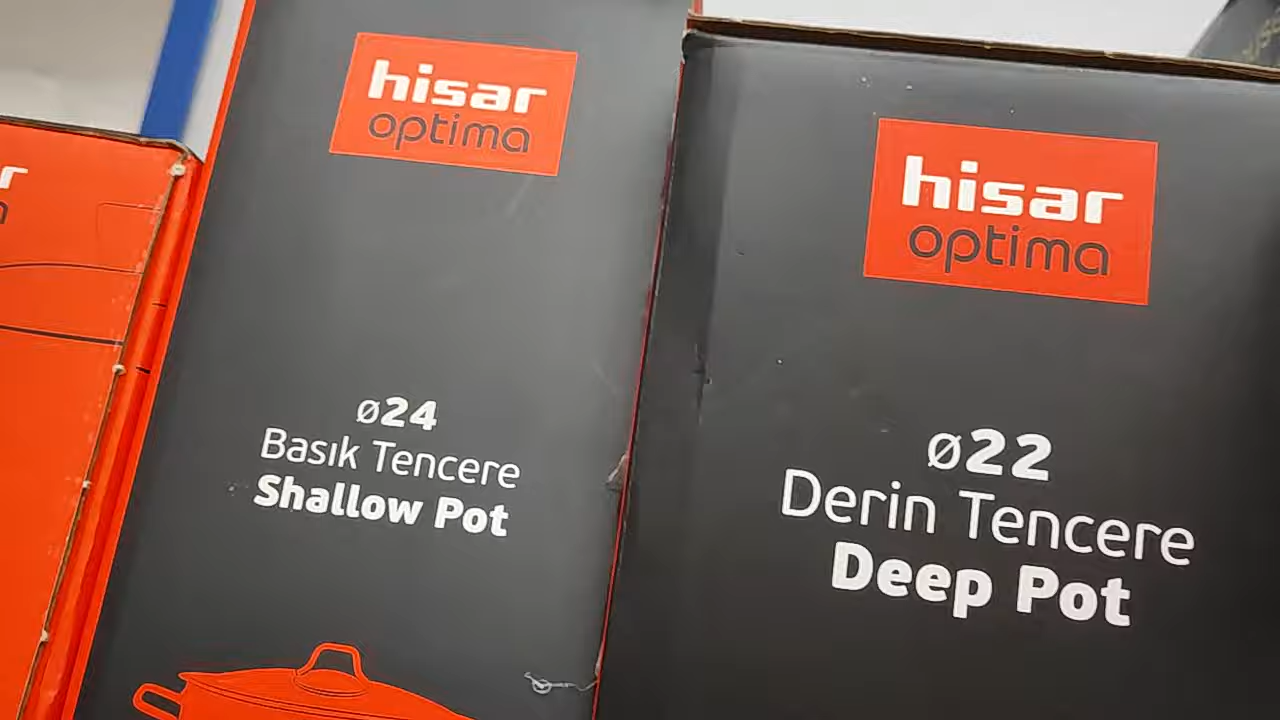 hisar
optima
ø24
Basık Tencere
Shallow Pot
hisar
optima
ø22
Derin Tencere
Deep Pot